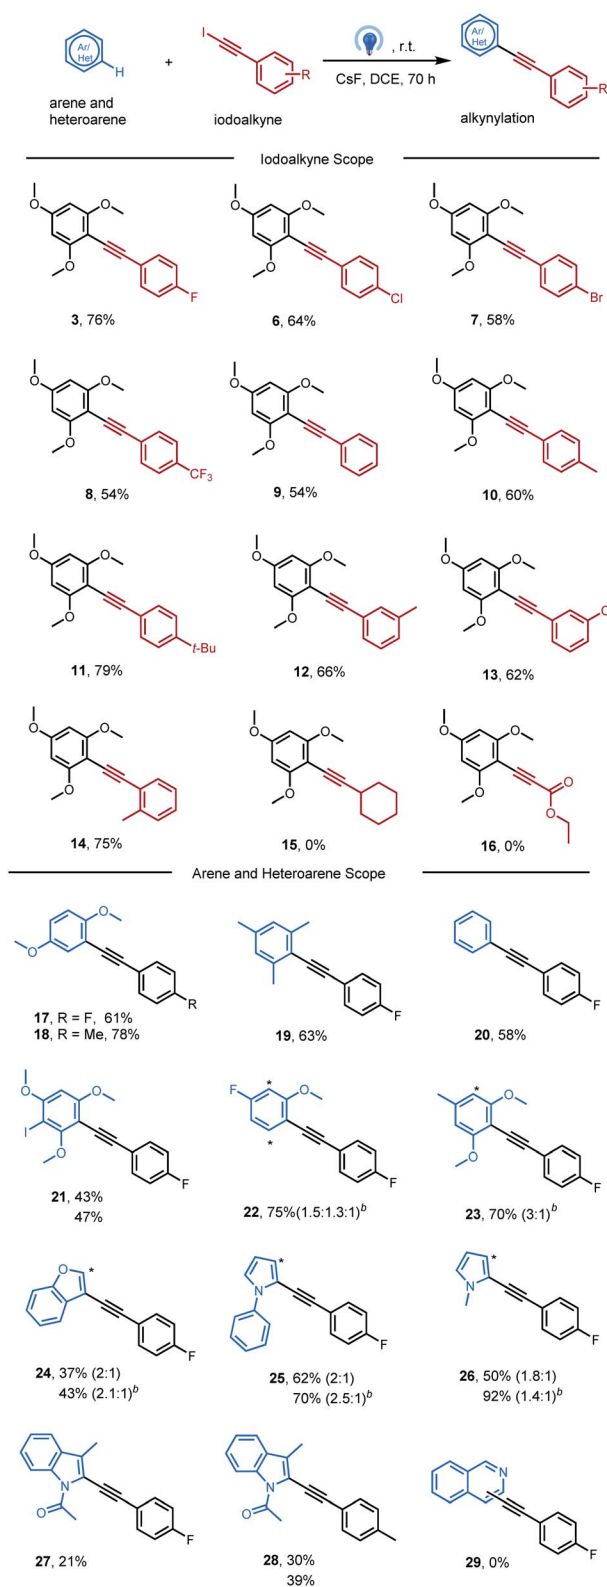 Ar/
Het
H
+
I
R
, r.t.
CsF, DCE, 70 h
Ar/
Het
R
arene and
heteroarene
iodoalkyne
alkynylation
Iodoalkyne Scope
O
O
O
F
3, 76%
O
O
O
Cl
6, 64%
O
O
O
Br
7, 58%
O
O
O
CF3
8, 54%
O
O
O
9, 54%
O
O
O
10, 60%
O
O
O
t-Bu
11, 79%
O
O
O
12, 66%
O
O
O
13, 62%
O
O
O
14, 75%
O
O
O
15, 0%
O
O
O
O
O
16, 0%
Arene and Heteroarene Scope
O
O
R
17, R = F, 61%
18, R = Me, 78%
F
19, 63%
F
20, 58%
O
O
I
O
F
21, 43%
47%
F
*
O
*
F
22, 75%(1.5:1.3:1)b
*
O
O
F
23, 70% (3:1)b
O
*
F
24, 37% (2:1)
43% (2.1:1)b
*
N
F
25, 62% (2:1)
70% (2.5:1)b
*
N
F
26, 50% (1.8:1)
92% (1.4:1)b
N
O
F
27, 21%
N
O
28, 30%
39%
N
F
29, 0%